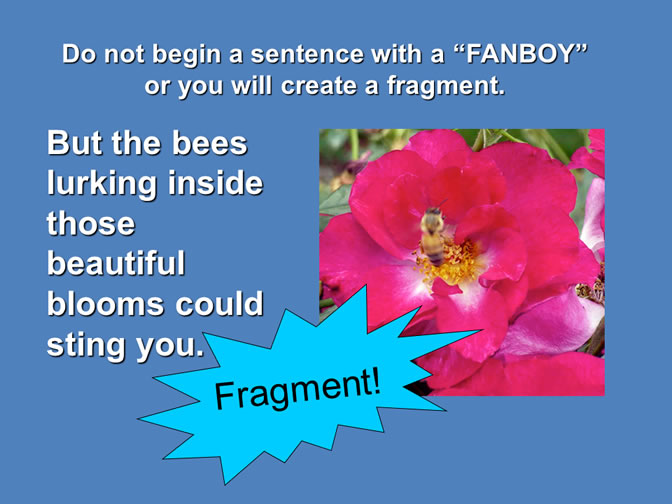 Do not begin a sentence with a “FANBOY”
or you will create a fragment.
But the bees
lurking inside
those
beautiful
blooms could
sting you.
Fragment!